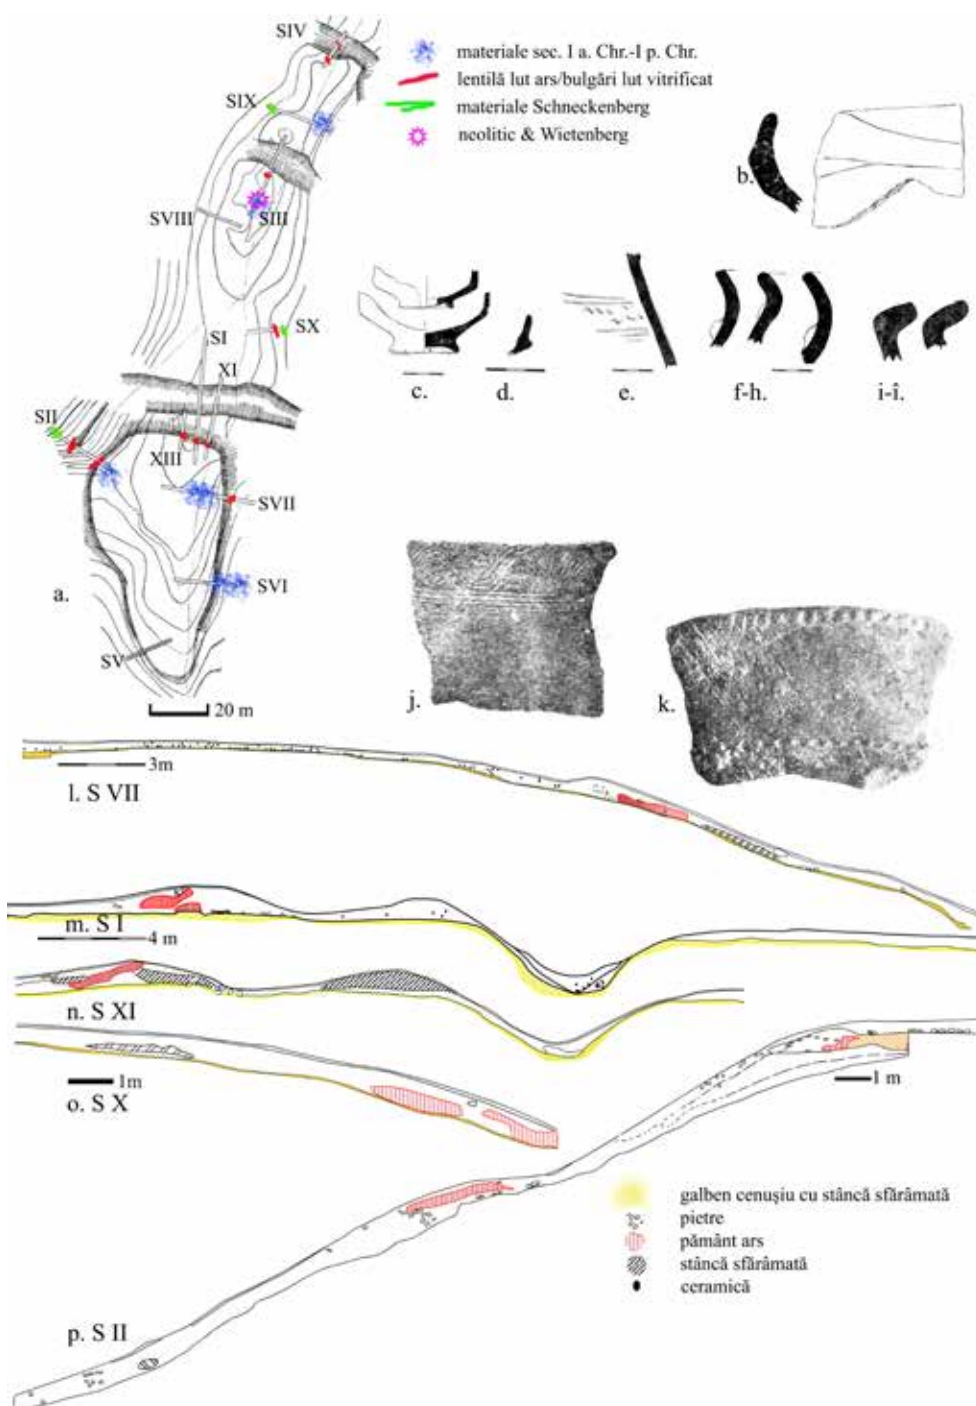 SIV
materiale sec. I a. Chr.-I p. Chr.
lentilă lut ars/bulgări lut vitrificat
SIX
materiale Schneckenberg
neolitic & Wietenberg
b.
SVIII
SIII
SI
SX
XI
c.
d.
e.
f-h.
i-î.
SII
XIII
SVII
a.
SVI
SV
j.
k.
20 m
3m
l. S VII
m. S I
4 m
n. S XI
1m
o. S X
1 m
galben cenușiu cu stâncă sfărâmată
pietre
pământ ars
stâncă sfărâmată
ceramică
p. S II